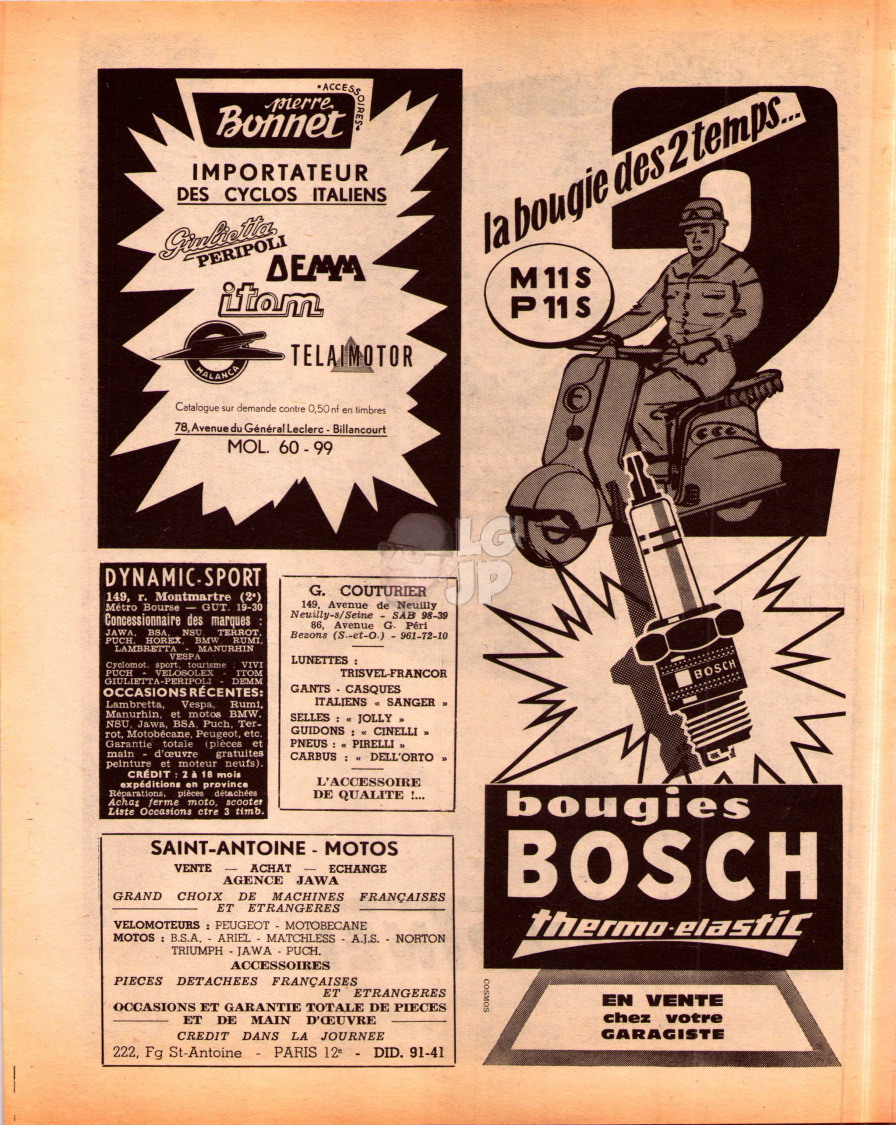 •ACCESSOIRES•
pierre
Bonnet
IMPORTATEUR
DES CYCLOS ITALIENS
Giulietta
PERIPOLI
DEMM
itom
MALANCA
TELAIMOTOR
Catalogue sur demande contre 0,50 nf en timbres
78, Avenue du Général Leclerc - Billancourt
MOL. 60 - 99
DYNAMIC-SPORT
149, r. Montmartre (2e)
Métro Bourse — GUT. 19-30
Concessionnaire des marques :
JAWA, BSA, NSU, TERROT,
PUCH, HOREX, BMW, RUMI,
LAMBRETTA - MANURHIN
VESPA
Cyclomot. sport, tourisme : VIVI
PUCH - VELOSOLEX - ITOM
GIULIETTA-PERIPOLI - DEMM
OCCASIONS RÉCENTES:
Lambretta, Vespa, Rumi,
Manurhin, et motos BMW.
NSU, Jawa, BSA, Puch, Ter-
rot, Motobécane, Peugeot, etc.
Garantie totale (pièces et
main - d'œuvre gratuites
peinture et moteur neufs).
CRÉDIT : 2 à 18 mois
expéditions en province
Réparations, pièces détachées
Achat ferme moto, scooter
Liste Occasions ctre 3 timb.
G. COUTURIER
149, Avenue de Neuilly
Neuilly-s/Seine - SAB 98-39
86, Avenue G. Péri
Bezons (S.-et-O.) - 961-72-10
LUNETTES :
TRISVEL-FRANCOR
GANTS - CASQUES
ITALIENS « SANGER »
SELLES : « JOLLY »
GUIDONS : « CINELLI »
PNEUS : « PIRELLI »
CARBUS : « DELL'ORTO »
L'ACCESSOIRE
DE QUALITE !...
SAINT-ANTOINE - MOTOS
VENTE — ACHAT — ECHANGE
AGENCE JAWA
GRAND CHOIX DE MACHINES FRANÇAISES
ET ETRANGERES
VELOMOTEURS : PEUGEOT - MOTOBECANE
MOTOS : B.S.A. - ARIEL - MATCHLESS - A.J.S. - NORTON
TRIUMPH - JAWA - PUCH.
ACCESSOIRES
PIECES DETACHEES FRANÇAISES
ET ETRANGERES
OCCASIONS ET GARANTIE TOTALE DE PIECES
ET DE MAIN D'ŒUVRE
CREDIT DANS LA JOURNEE
222, Fg St-Antoine - PARIS 12e - DID. 91-41
la bougie des 2 temps...
2
M 11 S
P 11 S
BOSCH
bougies
BOSCH
thermo-elastic
COSMOS
EN VENTE
chez votre
GARAGISTE
LG
JP